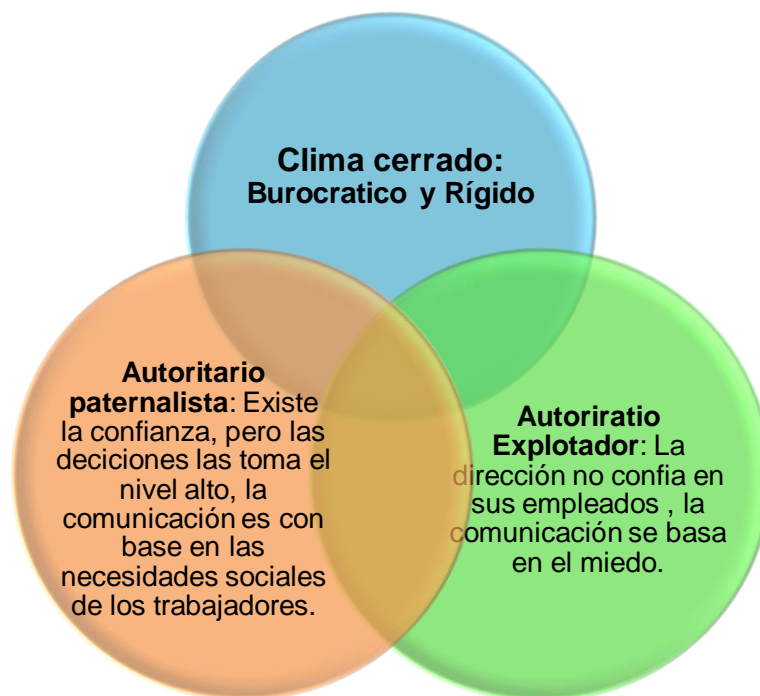 Clima cerrado:
Burocratico y Rígido
Autoritario
paternalista: Existe
la confianza, pero las
deciciones las toma el
nivel alto, la
comunicación es con
base en las
necesidades sociales
de los trabajadores.
Autoriratio
Explotador: La
dirección no confia en
sus empleados , la
comunicación se basa
en el miedo.